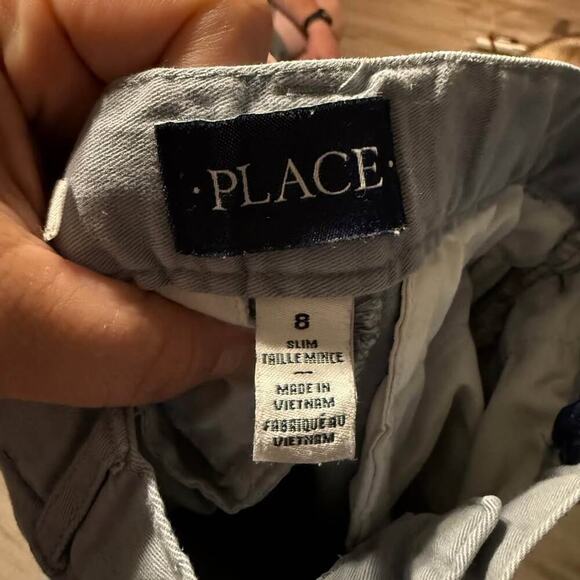 ·PLACE·
8
SLIM
TAILLE MINCE
—
MADE IN
VIETNAM
FABRIQUÉ AU
VIETNAM